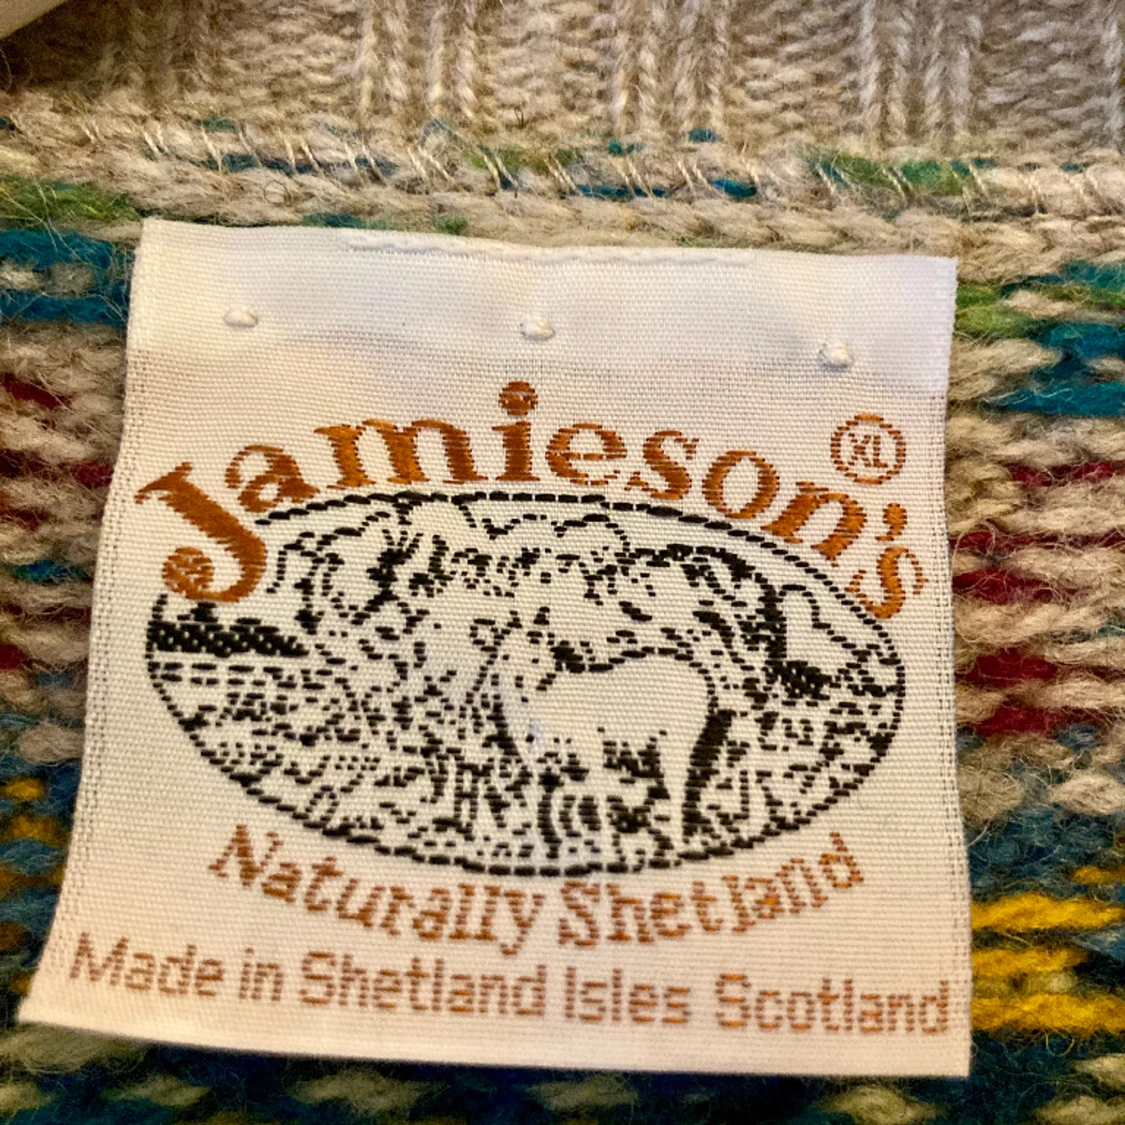 Jamieson's
XL
Naturally Shetland
Made in Shetland Isles Scotland